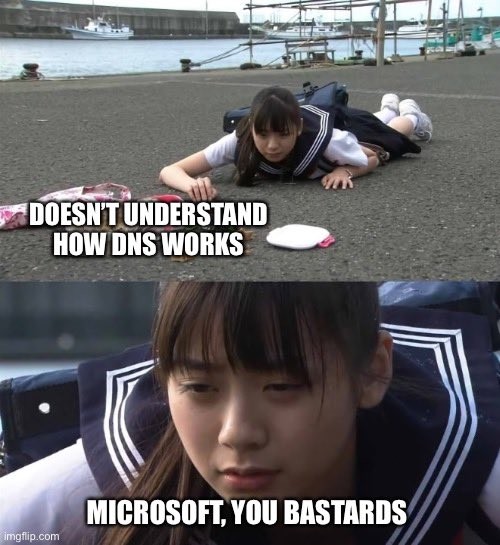 DOESN'T UNDERSTAND
HOW DNS WORKS
MICROSOFT, YOU BASTARDS
imgflip.com